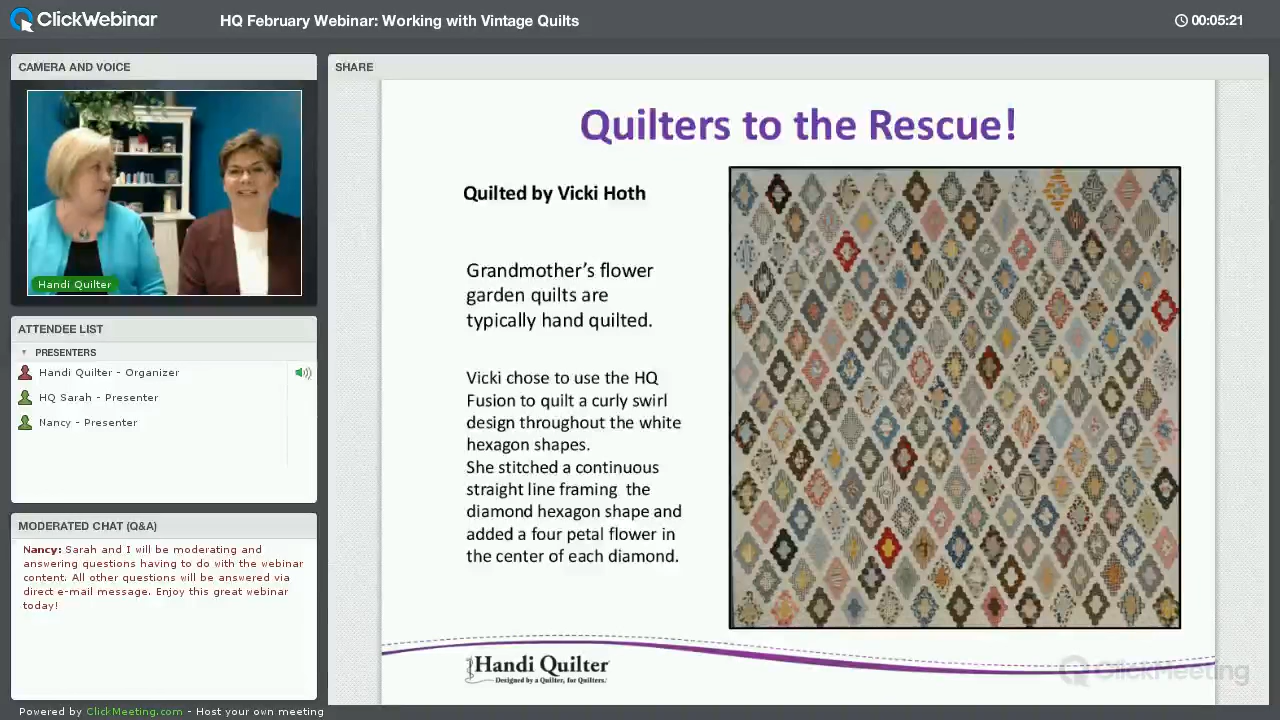 ClickWebinar
HQ February Webinar: Working with Vintage Quilts
00:05:21
CAMERA AND VOICE
Handi Quilter
ATTENDEE LIST
PRESENTERS
Handi Quilter - Organizer
HQ Sarah - Presenter
Nancy - Presenter
MODERATED CHAT (Q&A)
Nancy: Sarah and I will be moderating and
answering questions having to do with the webinar
content. All other questions will be answered via
direct e-mail message. Enjoy this great webinar
today!
Powered by ClickMeeting.com - Host your own meeting
SHARE
Quilters to the Rescue!
Quilted by Vicki Hoth
Grandmother's flower
garden quilts are
typically hand quilted.
Vicki chose to use the HQ
Fusion to quilt a curly swirl
design throughout the white
hexagon shapes.
She stitched a continuous
straight line framing the
diamond hexagon shape and
added a four petal flower in
the center of each diamond.
Handi Quilter
Designed by a Quilter, for Quilters.
ClickMeeting